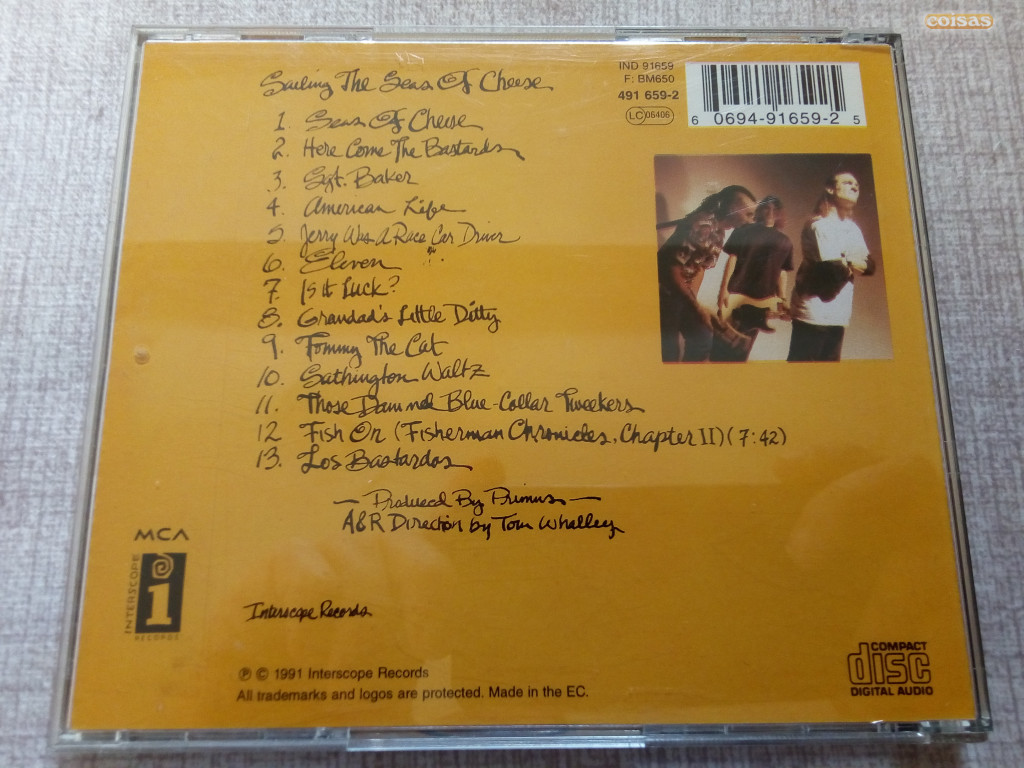 coisas
IND 91659
F: BM650
491 659-2
LC 06406
6 0694-91659-2 5
Sailing The Seas Of Cheese
1. Seas Of Cheese
2. Here Come The Bastards
3. Sgt. Baker
4. American Life
5. Jerry Was A Race Car Driver
6. Eleven
7. Is it Luck?
8. Grandad's Little Ditty
9. Tommy The Cat
10. Sathington Waltz
11. Those Damned Blue-Collar Tweekers
12 Fish On (Fisherman Chronicles, Chapter II) (7:42)
13. Los Bastardos
— Produced By Primus —
A&R Direction by Tom Whalley
MCA
INTERSCOPE
i
RECORDS
Interscope Records
℗ © 1991 Interscope Records
All trademarks and logos are protected. Made in the EC.
COMPACT
disc
DIGITAL AUDIO